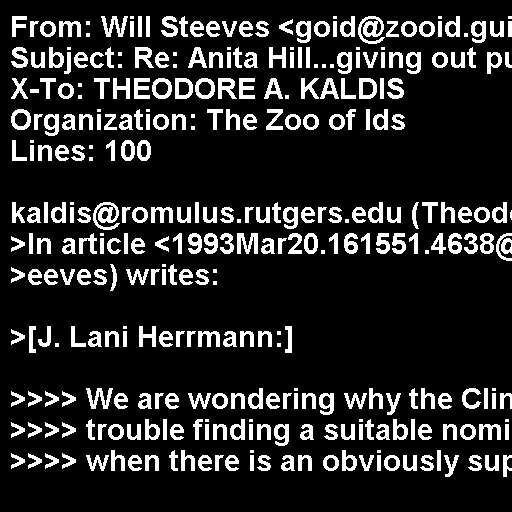 From: Will Steeves <goid@zooid.gui
Subject: Re: Anita Hill...giving out pu
X-To: THEODORE A. KALDIS
Organization: The Zoo of Ids
Lines: 100

kaldis@romulus.rutgers.edu (Theodo
>In article <1993Mar20.161551.4638@
>eeves) writes:

>[J. Lani Herrmann:]

>>>> We are wondering why the Clin
>>>> trouble finding a suitable nomi
>>>> when there is an obviously sup